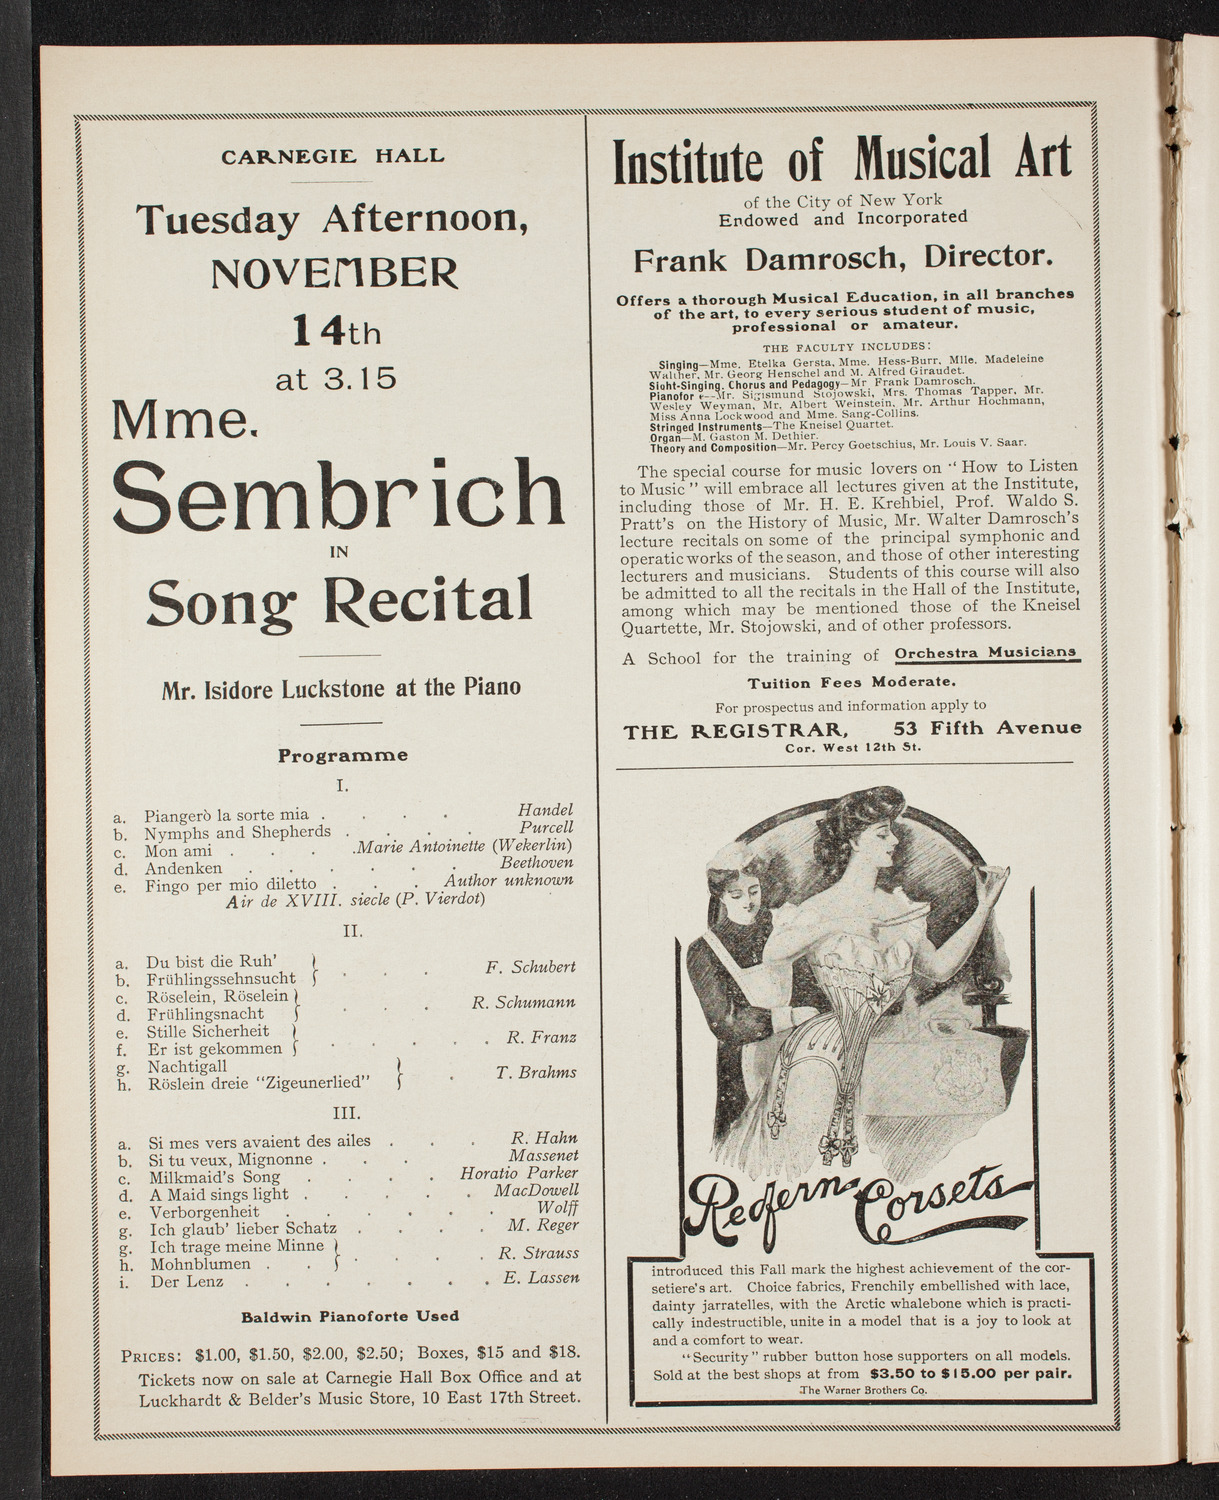 CARNEGIE HALL
Tuesday Afternoon,
NOVEMBER
14th
at 3.15
Mme.
Sembrich
IN
Song Recital
Mr. Isidore Luckstone at the Piano
Programme
I.
a. Piangerò la sorte mia . . . . Handel
b. Nymphs and Shepherds . . . . Purcell
c. Mon ami . . . .Marie Antoinette (Wekerlin)
d. Andenken . . . . . . Beethoven
e. Fingo per mio diletto . . . Author unknown
Air de XVIII. siecle (P. Vierdot)
II.
a. Du bist die Ruh'
b. Frühlingssehnsucht } . . . F. Schubert
c. Röselein, Röselein
d. Frühlingsnacht } . . . R. Schumann
e. Stille Sicherheit
f. Er ist gekommen } . . . . . R. Franz
g. Nachtigall
h. Röslein dreie "Zigeunerlied" } . T. Brahms
III.
a. Si mes vers avaient des ailes . . . R. Hahn
b. Si tu veux, Mignonne . . . Massenet
c. Milkmaid's Song . . . . Horatio Parker
d. A Maid sings light . . . . . MacDowell
e. Verborgenheit . . . . . . Wolff
g. Ich glaub' lieber Schatz . . . . M. Reger
g. Ich trage meine Minne
h. Mohnblumen . . } . . . . R. Strauss
i. Der Lenz . . . . . . . E. Lassen
Baldwin Pianoforte Used
PRICES: $1.00, $1.50, $2.00, $2.50; Boxes, $15 and $18.
Tickets now on sale at Carnegie Hall Box Office and at
Luckhardt & Belder's Music Store, 10 East 17th Street.
Institute of Musical Art
of the City of New York
Endowed and Incorporated
Frank Damrosch, Director.
Offers a thorough Musical Education, in all branches
of the art, to every serious student of music,
professional or amateur.
THE FACULTY INCLUDES:
Singing—Mme. Etelka Gersta, Mme. Hess-Burr, Mlle. Madeleine
Walther, Mr. Georg Henschel and M. Alfred Giraudet.
Sight-Singing, Chorus and Pedagogy—Mr Frank Damrosch.
Pianofor e—Mr. Sigismund Stojowski, Mrs. Thomas Tapper, Mr.
Wesley Weyman, Mr. Albert Weinstein, Mr. Arthur Hochmann,
Miss Anna Lockwood and Mme. Sang-Collins.
Stringed Instruments—The Kneisel Quartet.
Organ—M. Gaston M. Dethier.
Theory and Composition—Mr. Percy Goetschius, Mr. Louis V. Saar.
The special course for music lovers on "How to Listen
to Music" will embrace all lectures given at the Institute,
including those of Mr. H. E. Krehbiel, Prof. Waldo S.
Pratt's on the History of Music, Mr. Walter Damrosch's
lecture recitals on some of the principal symphonic and
operatic works of the season, and those of other interesting
lecturers and musicians. Students of this course will also
be admitted to all the recitals in the Hall of the Institute,
among which may be mentioned those of the Kneisel
Quartette, Mr. Stojowski, and of other professors.
A School for the training of Orchestra Musicians
Tuition Fees Moderate.
For prospectus and information apply to
THE REGISTRAR, 53 Fifth Avenue
Cor. West 12th St.
Redfern Corsets
introduced this Fall mark the highest achievement of the cor-
setiere's art. Choice fabrics, Frenchily embellished with lace,
dainty jarratelles, with the Arctic whalebone which is practi-
cally indestructible, unite in a model that is a joy to look at
and a comfort to wear.
"Security" rubber button hose supporters on all models.
Sold at the best shops at from $3.50 to $15.00 per pair.
The Warner Brothers Co.